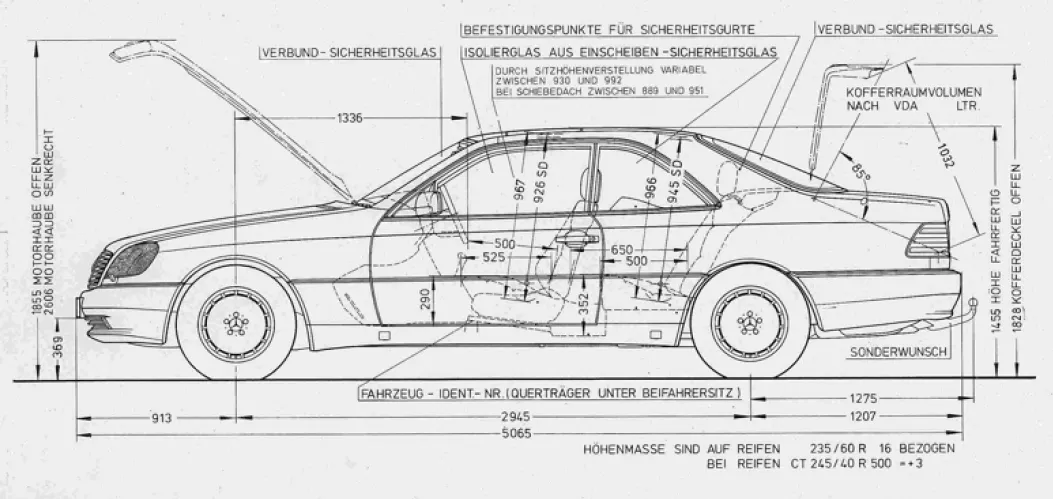 BEFESTIGUNGSPUNKTE FÜR SICHERHEITSGURTE
VERBUND-SICHERHEITSGLAS
VERBUND-SICHERHEITSGLAS
ISOLIERGLAS AUS EINSCHEIBEN-SICHERHEITSGLAS
DURCH SITZHÖHENVERSTELLUNG VARIABEL
ZWISCHEN 930 UND 992
BEI SCHIEBEDACH ZWISCHEN 889 UND 951
KOFFERRAUMVOLUMEN
NACH VDA LTR.
1336
1032
85°
967
926 SD
966
945 SD
1855 MOTORHAUBE OFFEN
2606 MOTORHAUBE SENKRECHT
1455 HÖHE FAHRFERTIG
1828 KOFFERDECKEL OFFEN
500
525
650
500
290
352
369
SONDERWUNSCH
FAHRZEUG - IDENT.- NR.(QUERTRÄGER UNTER BEIFAHRERSITZ)
1275
913
2945
1207
5065
HÖHENMASSE SIND AUF REIFEN 235/60 R 16 BEZOGEN
BEI REIFEN CT 245/40 R 500 =+3